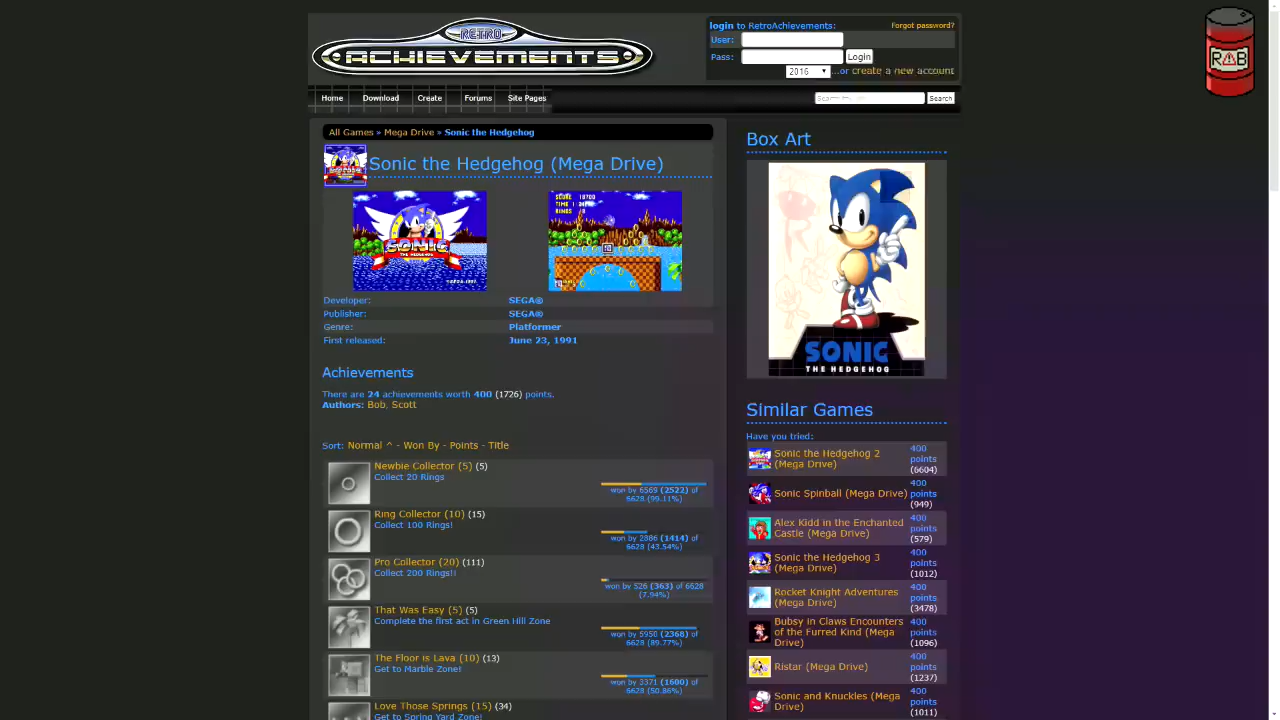 RETRO
ACHIEVEMENTS
login to RetroAchievements:
Forgot password?
User:
Pass:
Login
2016
...or create a new account
Home
Download
Create
Forums
Site Pages
Search
All Games » Mega Drive » Sonic the Hedgehog
Sonic the Hedgehog (Mega Drive)
SONIC
THE HEDGEHOG
SCORE 10700
TIME
RINGS
Developer:
SEGA®
Publisher:
SEGA®
Genre:
Platformer
First released:
June 23, 1991
Achievements
There are 24 achievements worth 400 (1726) points.
Authors: Bob, Scott
Sort: Normal ^ - Won By - Points - Title
Newbie Collector (5) (5)
Collect 20 Rings
won by 6569 (2522) of
6628 (99.11%)
Ring Collector (10) (15)
Collect 100 Rings!
won by 2886 (1414) of
6628 (43.54%)
Pro Collector (20) (111)
Collect 200 Rings!!
won by 526 (363) of 6628
(7.94%)
That Was Easy (5) (5)
Complete the first act in Green Hill Zone
won by 5950 (2368) of
6628 (89.77%)
The Floor is Lava (10) (13)
Get to Marble Zone!
won by 3371 (1600) of
6628 (50.86%)
Love Those Springs (15) (34)
Get to Spring Yard Zone!
Box Art
SONIC
THE HEDGEHOG
Similar Games
Have you tried:
Sonic the Hedgehog 2
(Mega Drive)
400
points
(6604)
Sonic Spinball (Mega Drive)
400
points
(949)
Alex Kidd in the Enchanted
Castle (Mega Drive)
400
points
(579)
Sonic the Hedgehog 3
(Mega Drive)
400
points
(1012)
Rocket Knight Adventures
(Mega Drive)
400
points
(3478)
Bubsy in Claws Encounters
of the Furred Kind (Mega
Drive)
400
points
(1096)
Ristar (Mega Drive)
400
points
(1237)
Sonic and Knuckles (Mega
Drive)
400
points
(1011)